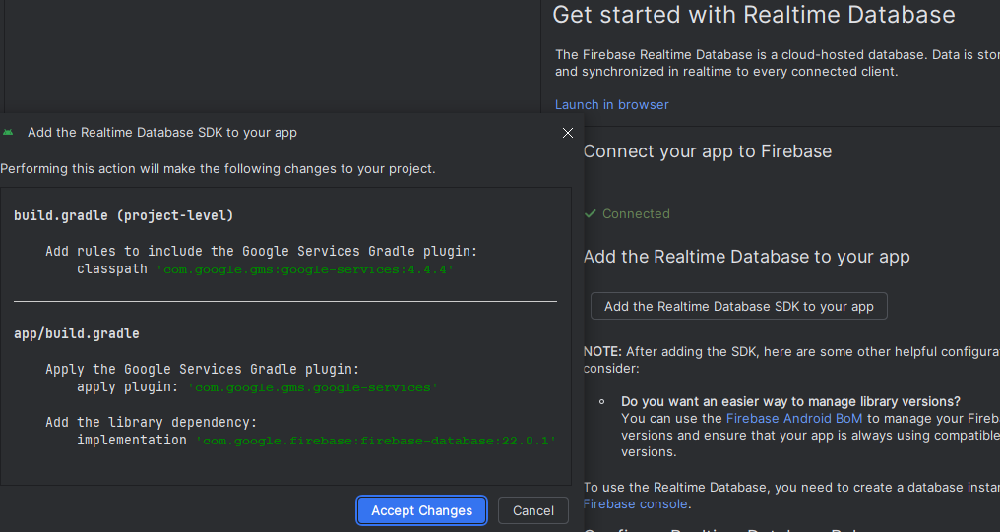 Get started with Realtime Database
The Firebase Realtime Database is a cloud-hosted database. Data is
and synchronized in realtime to every connected client.
Launch in browser
Add the Realtime Database SDK to your app
Performing this action will make the following changes to your project.
build.gradle (project-level)
Add rules to include the Google Services Gradle plugin:
classpath 'com.google.gms:google-services:4.4.4'
app/build.gradle
Apply the Google Services Gradle plugin:
apply plugin: 'com.google.gms.google-services'
Add the library dependency:
implementation 'com.google.firebase:firebase-database:22.0.1'
Accept Changes
Cancel
Connect your app to Firebase
Connected
Add the Realtime Database to your app
Add the Realtime Database SDK to your app
NOTE: After adding the SDK, here are some other helpful
consider:
Do you want an easier way to manage library versions?
You can use the Firebase Android BoM to manage your
versions and ensure that your app is always using compatible
versions.
To use the Realtime Database, you need to create a database
Firebase console.